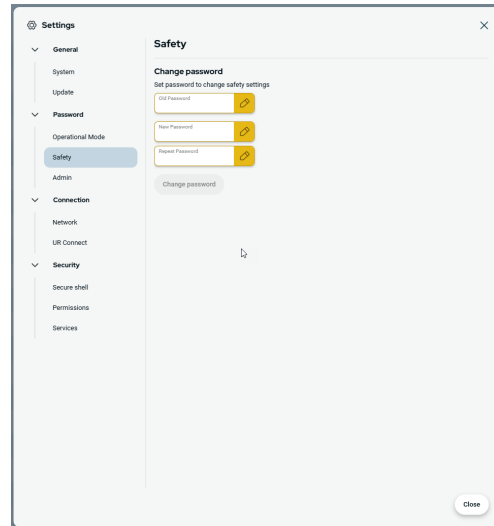 Settings
General
System
Update
Password
Operational Mode
Safety
Admin
Connection
Network
UR Connect
Security
Secure shell
Permissions
Services
Safety
Change password
Set password to change safety settings
Old Password
New Password
Repeat Password
Change password
Close